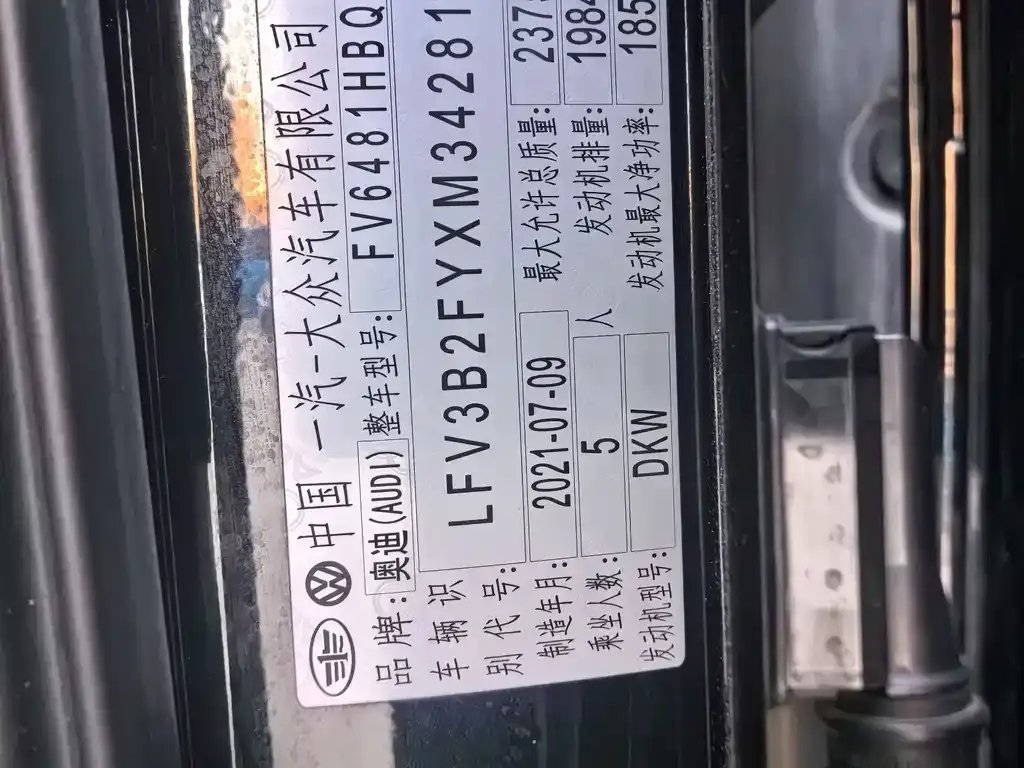 中国 一汽-大众汽车有限公司
品牌: 奥迪(AUDI) 整车型号: FV6481HBQ
车辆识别代号: LFV3B2FYXM34281
制造年月: 2021-07-09 最大允许总质量: 237
乘坐人数: 5 人 发动机排量: 1984
发动机型号: DKW 发动机最大净功率: 185